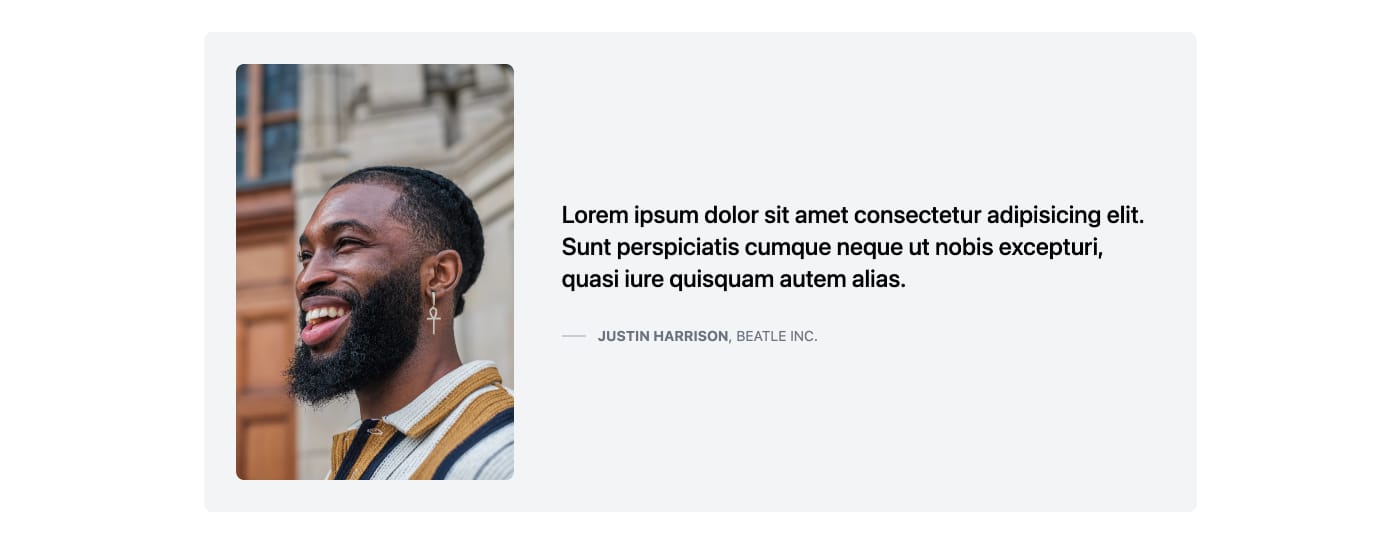 Lorem ipsum dolor sit amet consectetur adipisicing elit.
Sunt perspiciatis cumque neque ut nobis excepturi,
quasi iure quisquam autem alias.
JUSTIN HARRISON, BEATLE INC.